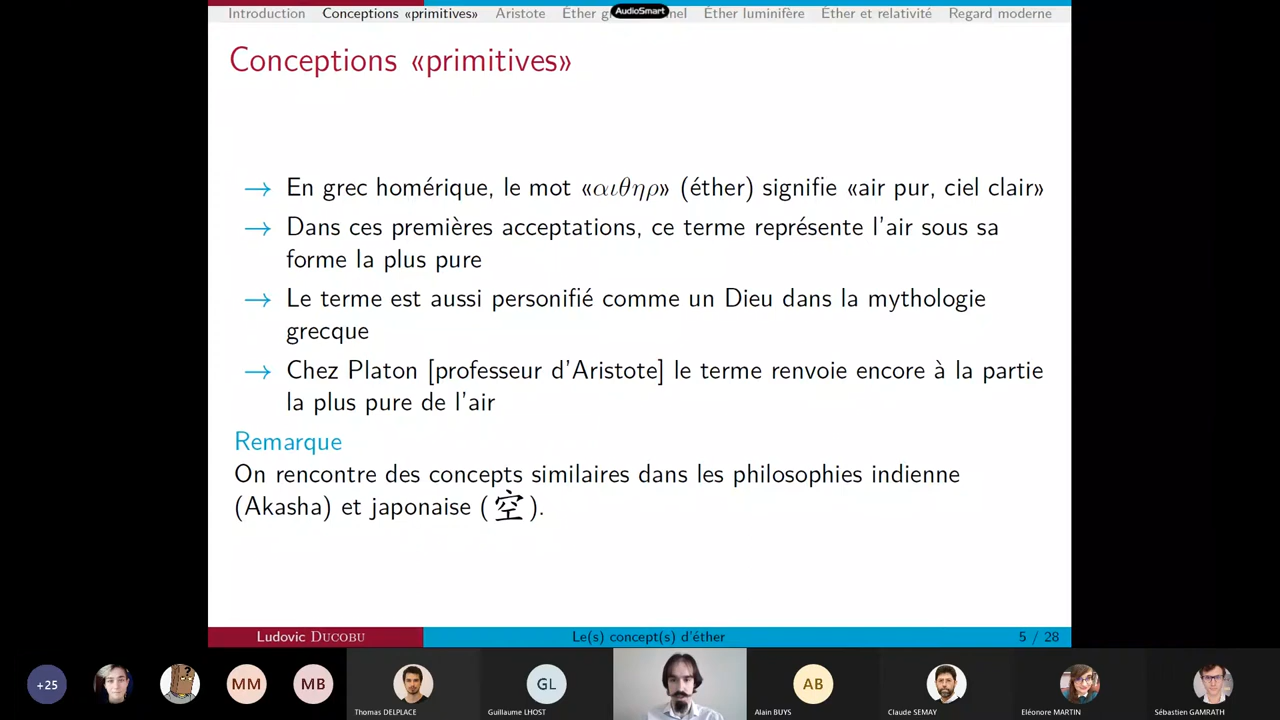 Introduction Conceptions «primitives» Aristote Éther gr nel Éther luminifère Éther et relativité Regard moderne
AudioSmart
Conceptions «primitives»
→ En grec homérique, le mot «αιθηρ» (éther) signifie «air pur, ciel clair»
→ Dans ces premières acceptations, ce terme représente l'air sous sa
forme la plus pure
→ Le terme est aussi personifié comme un Dieu dans la mythologie
grecque
→ Chez Platon [professeur d'Aristote] le terme renvoie encore à la partie
la plus pure de l'air
Remarque
On rencontre des concepts similaires dans les philosophies indienne
(Akasha) et japonaise (空).
Ludovic Ducobu Le(s) concept(s) d'éther 5 / 28
+25 MM MB GL AB
Thomas DELPLACE Guillaume LHOST Alain BUYS Claude SEMAY Eléonore MARTIN Sébastien GAMRATH